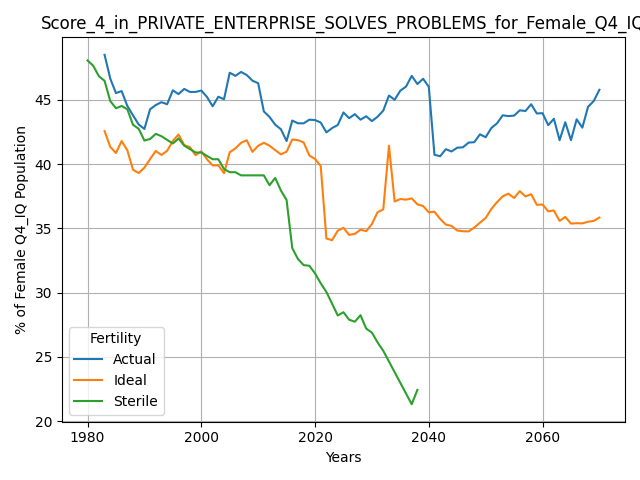 Score_4_in_PRIVATE_ENTERPRISE_SOLVES_PROBLEMS_for_Female_Q4_IQ
% of Female Q4_IQ Population
45
40
35
30
25
20
Fertility
Actual
Ideal
Sterile
1980 2000 2020 2040 2060
Years